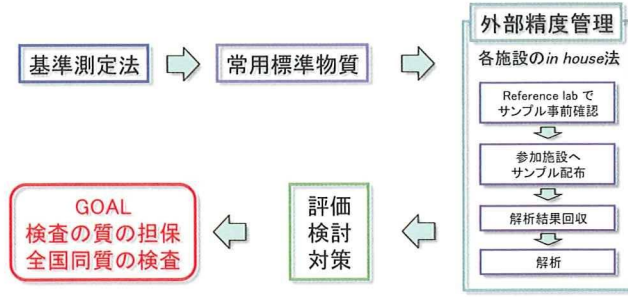 基準測定法
常用標準物質
外部精度管理
各施設のin house法
Reference lab で
サンプル事前確認
参加施設へ
サンプル配布
解析結果回収
解析
評価
検討
対策
GOAL
検査の質の担保
全国同質の検査